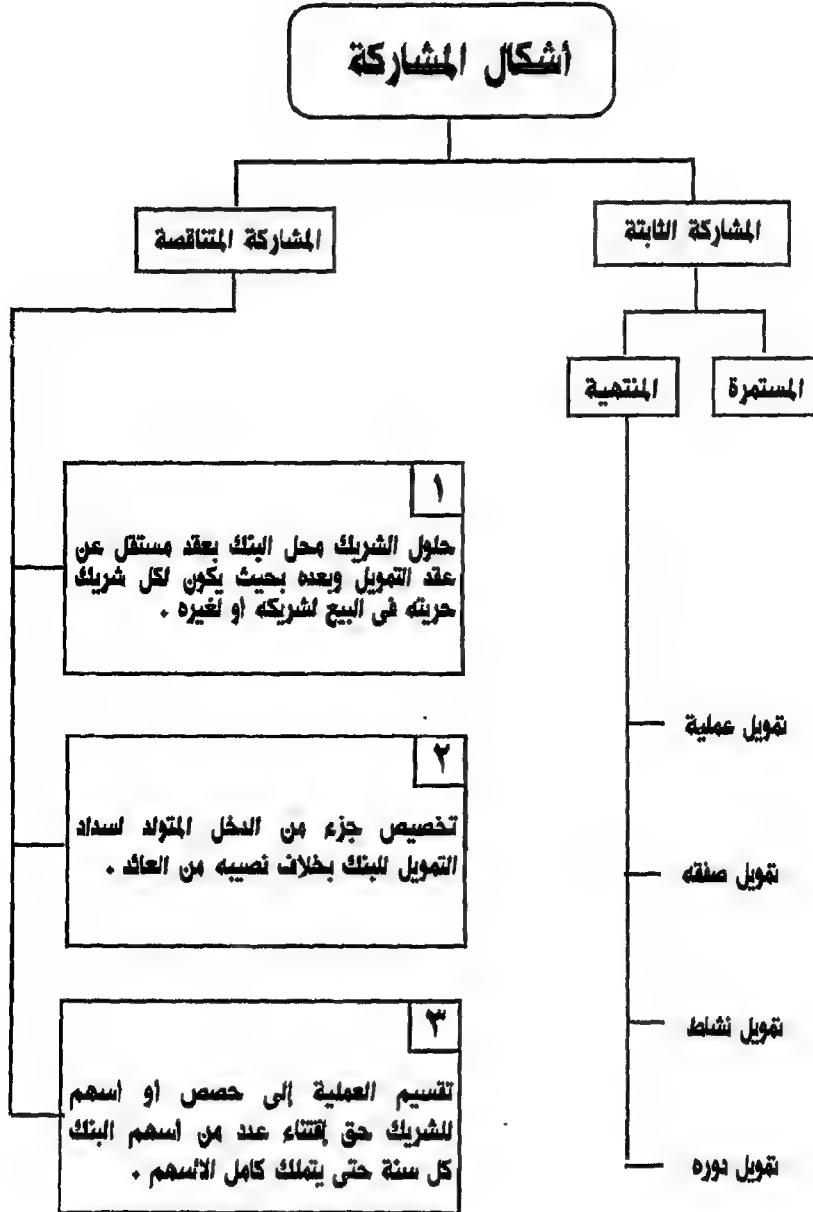 أشكال المشاركة
المشاركة الثابتة
المشاركة المتناقصة
المستمرة
المنتهية
تمويل عملية
تمويل صفقه
تمويل نشاط
تمويل دوره
١
حلول الشريك محل البنك بعقد مستقل عن
عقد التمويل وبعده بحيث يكون لكل شريك
حريته فى البيع لشريكه أو لغيره .
٢
تخصيص جزء من الدخل المتولد لسداد
التمويل للبنك بخلاف نصيبه من العائد .
٣
تقسيم العملية إلى حصص أو أسهم
للشريك حق إقتناء عدد من أسهم البنك
كل سنة حتى يتملك كامل الاسهم .